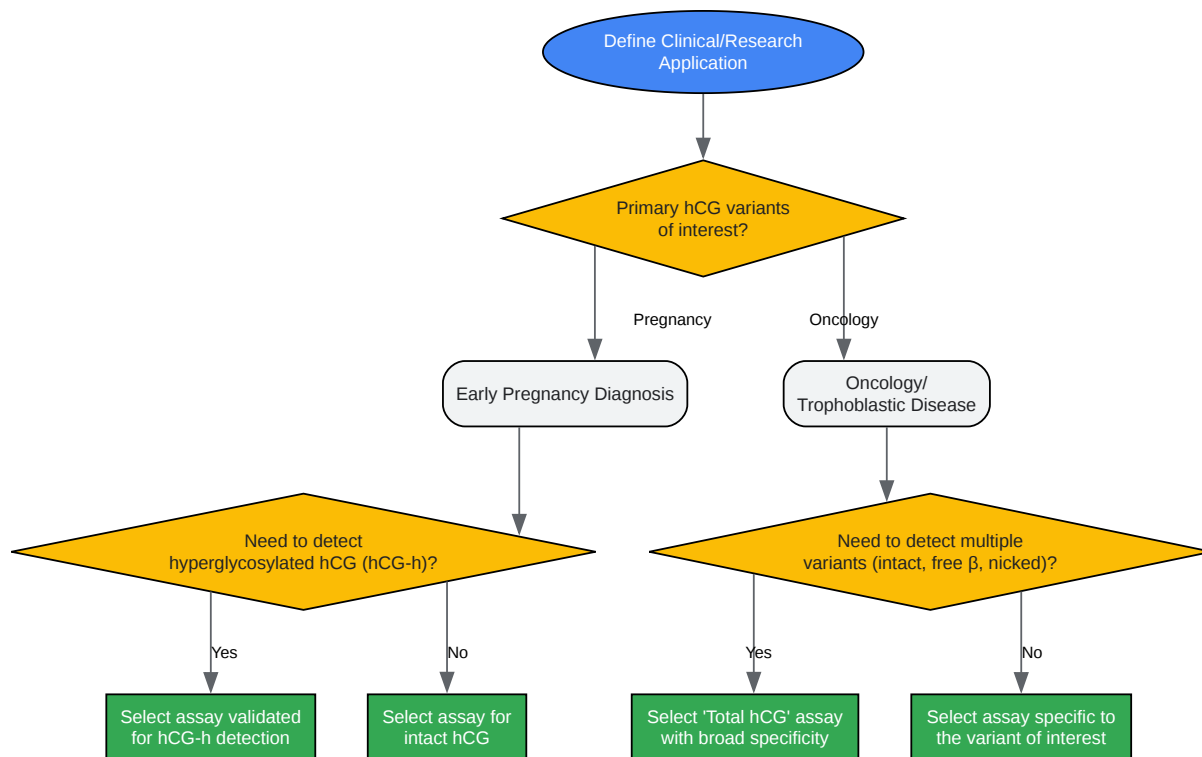 Define Clinical/Research
Application
Primary hCG variants
of interest?
Pregnancy
Oncology
Early Pregnancy Diagnosis
Oncology/
Trophoblastic Disease
Need to detect
hyperglycosylated hCG (hCG-h)?
Need to detect multiple
variants (intact, free β, nicked)?
Yes
No
Yes
No
Select assay validated
for hCG-h detection
Select assay for
intact hCG
Select 'Total hCG' assay
with broad specificity
Select assay specific to
the variant of interest